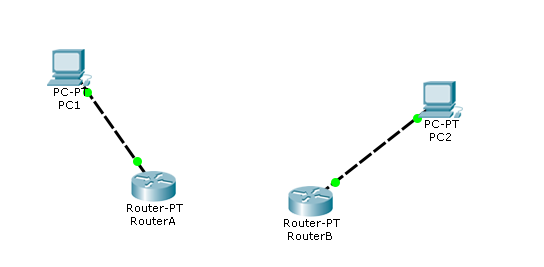 PC-PT
PC1
Router-PT
RouterA
Router-PT
RouterB
PC-PT
PC2